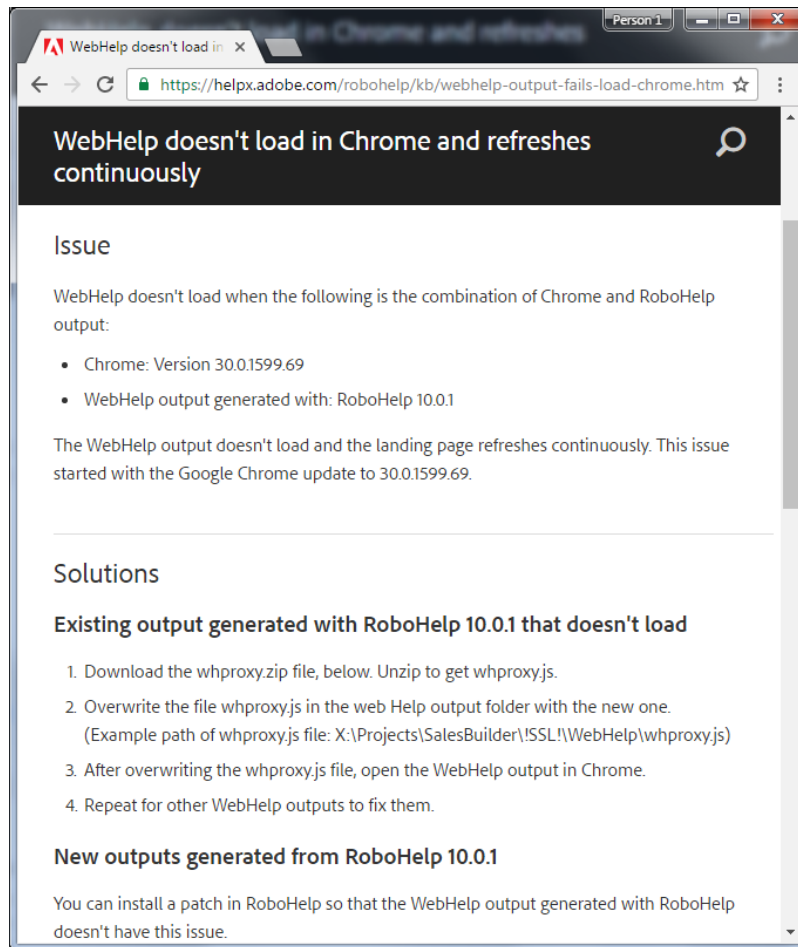 Person 1
WebHelp doesn't load in
https://helpx.adobe.com/robohelp/kb/webhelp-output-fails-load-chrome.htm
WebHelp doesn't load in Chrome and refreshes
continuously
Issue
WebHelp doesn't load when the following is the combination of Chrome and RoboHelp
output:
• Chrome: Version 30.0.1599.69
• WebHelp output generated with: RoboHelp 10.0.1
The WebHelp output doesn't load and the landing page refreshes continuously. This issue
started with the Google Chrome update to 30.0.1599.69.
Solutions
Existing output generated with RoboHelp 10.0.1 that doesn't load
1. Download the whproxy.zip file, below. Unzip to get whproxy.js.
2. Overwrite the file whproxy.js in the web Help output folder with the new one.
(Example path of whproxy.js file: X:\Projects\SalesBuilder\!SSL!\WebHelp\whproxy.js)
3. After overwriting the whproxy.js file, open the WebHelp output in Chrome.
4. Repeat for other WebHelp outputs to fix them.
New outputs generated from RoboHelp 10.0.1
You can install a patch in RoboHelp so that the WebHelp output generated with RoboHelp
doesn't have this issue.